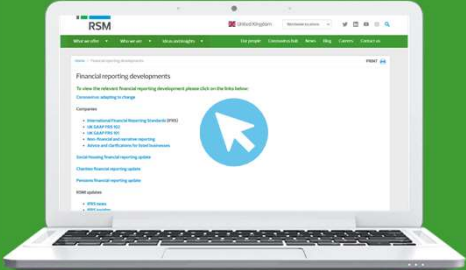 RSM
United Kingdom
What we offer Who we are Ideas and insights Our people Coronavirus hub News Blog Careers Contact us
Home Financial reporting developments PRINT
Financial reporting developments
To view the relevant financial reporting development please click on the links below:
Coronavirus: adapting to change
Companies
International Financial Reporting Standards (IFRS)
UK GAAP FRS 102
UK GAAP FRS 101
Non-financial and narrative reporting
Advice and clarifications for listed businesses
Social housing financial reporting update
Charities financial reporting update
Pensions financial reporting update
RSM updates
IFRS news